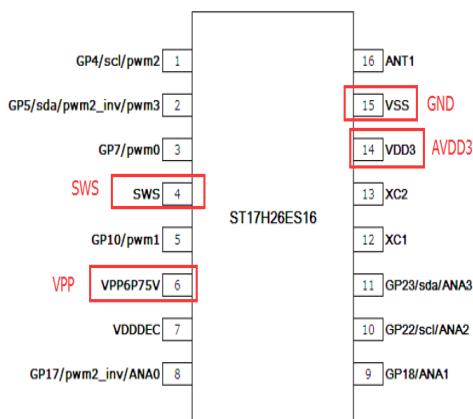 GP4/scl/pwm2 1 16 ANT1
GP5/sda/pwm2_inv/pwm3 2 15 VSS GND
GP7/pwm0 3 14 VDD3 AVDD3
SWS SWS 4 13 XC2
ST17H26ES16
GP10/pwm1 5 12 XC1
VPP VPP6P75V 6 11 GP23/sda/ANA3
VDDDEC 7 10 GP22/scl/ANA2
GP17/pwm2_inv/ANA0 8 9 GP18/ANA1